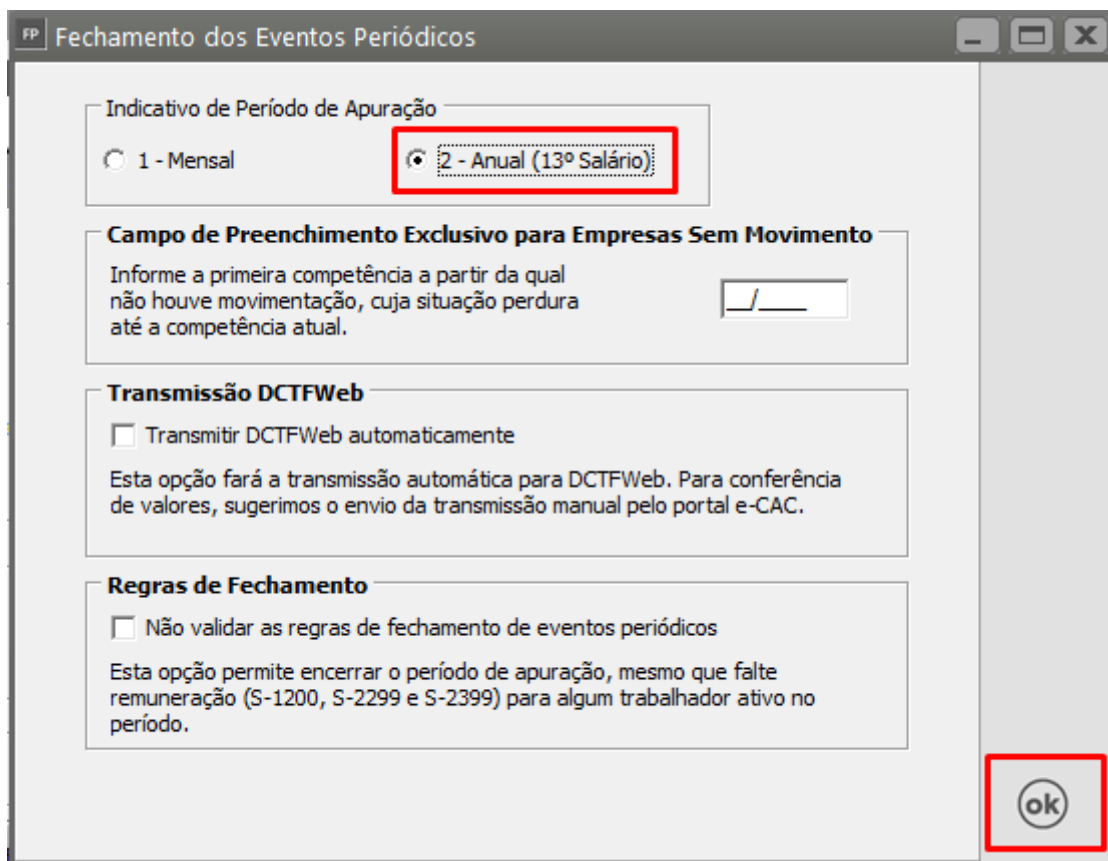 FP Fechamento dos Eventos Periódicos
Indicativo de Período de Apuração
1 - Mensal 2 - Anual (13º Salário)
Campo de Preenchimento Exclusivo para Empresas Sem Movimento
Informe a primeira competência a partir da qual
não houve movimentação, cuja situação perdura
até a competência atual.
__/____
Transmissão DCTFWeb
Transmitir DCTFWeb automaticamente
Esta opção fará a transmissão automática para DCTFWeb. Para conferência
de valores, sugerimos o envio da transmissão manual pelo portal e-CAC.
Regras de Fechamento
Não validar as regras de fechamento de eventos periódicos
Esta opção permite encerrar o período de apuração, mesmo que falte
remuneração (S-1200, S-2299 e S-2399) para algum trabalhador ativo no
período.
ok